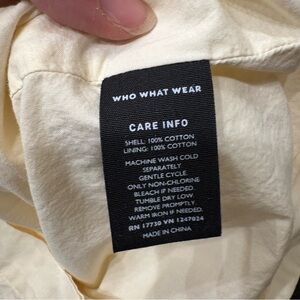 WHO WHAT WEAR
CARE INFO
SHELL: 100% COTTON
LINING: 100% COTTON
MACHINE WASH COLD
SEPARATELY
GENTLE CYCLE.
ONLY NON-CHLORINE
BLEACH IF NEEDED.
TUMBLE DRY LOW.
REMOVE PROMPTLY.
WARM IRON IF NEEDED.
RN 17730 VN 1247024
MADE IN CHINA